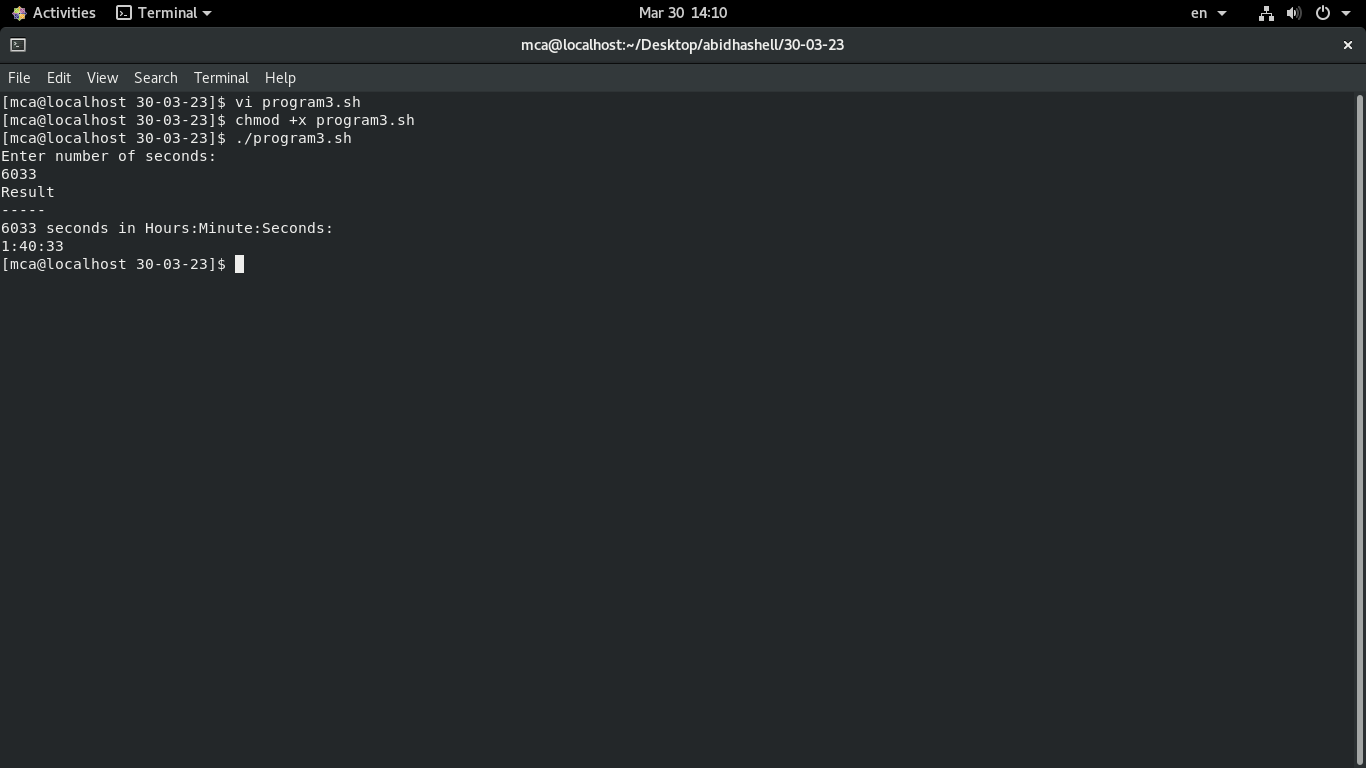 Activities Terminal Mar 30 14:10 en
mca@localhost:~/Desktop/abidhashell/30-03-23 ×
File Edit View Search Terminal Help
[mca@localhost 30-03-23]$ vi program3.sh
[mca@localhost 30-03-23]$ chmod +x program3.sh
[mca@localhost 30-03-23]$ ./program3.sh
Enter number of seconds:
6033
Result
-----
6033 seconds in Hours:Minute:Seconds:
1:40:33
[mca@localhost 30-03-23]$